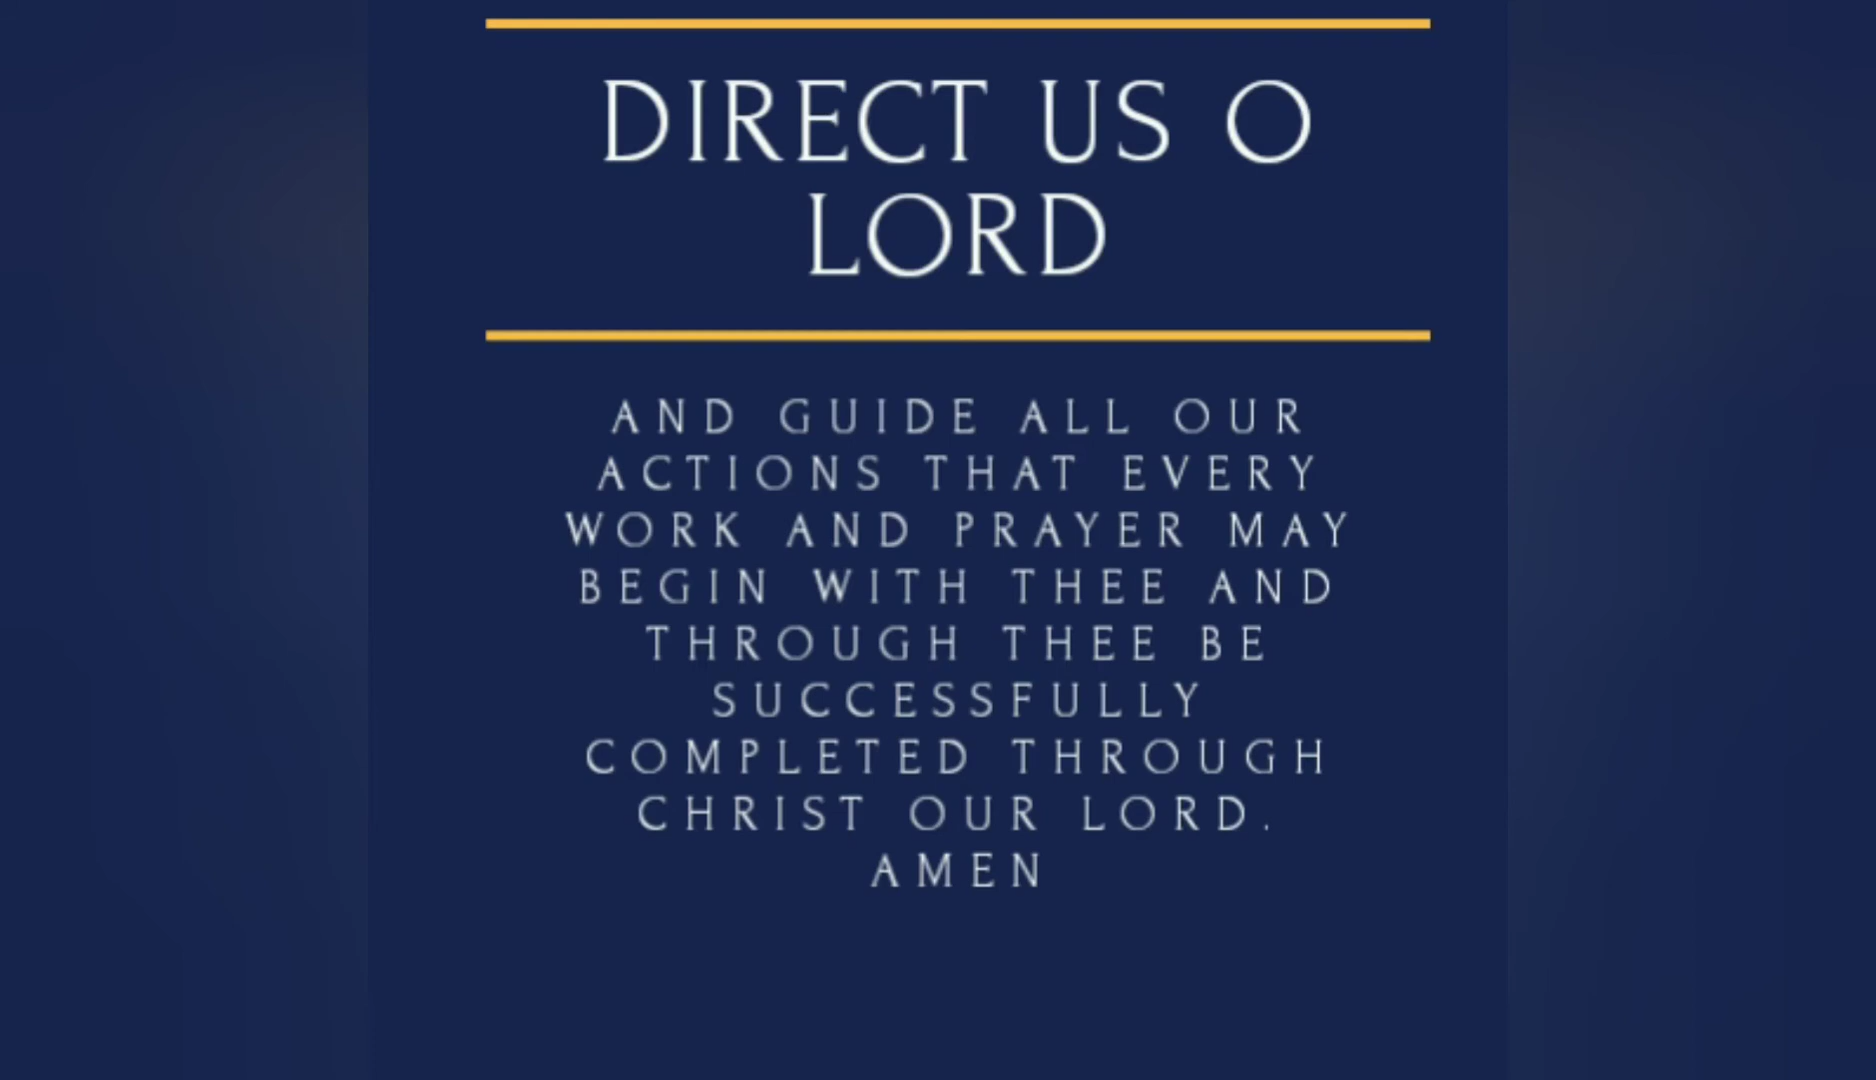 DIRECT US O
LORD
AND GUIDE ALL OUR
ACTIONS THAT EVERY
WORK AND PRAYER MAY
BEGIN WITH THEE AND
THROUGH THEE BE
SUCCESSFULLY
COMPLETED THROUGH
CHRIST OUR LORD.
AMEN